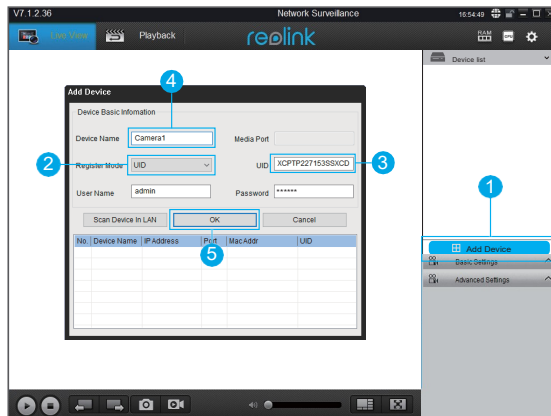 V7.1.2.36 Network Surveillance 16:54:49
Live View Playback reolink RAM CPU
Device list
4
Add Device
Device Basic Infomation
Device Name Camera1 Media Port
2 Register Mode UID UID XCPTP227153SSXCD 3
User Name admin Password ******
1
Scan Device In LAN OK Cancel
5
No. Device Name IP Address Port Mac Addr UID
Add Device
Basic Settings
Advanced Settings